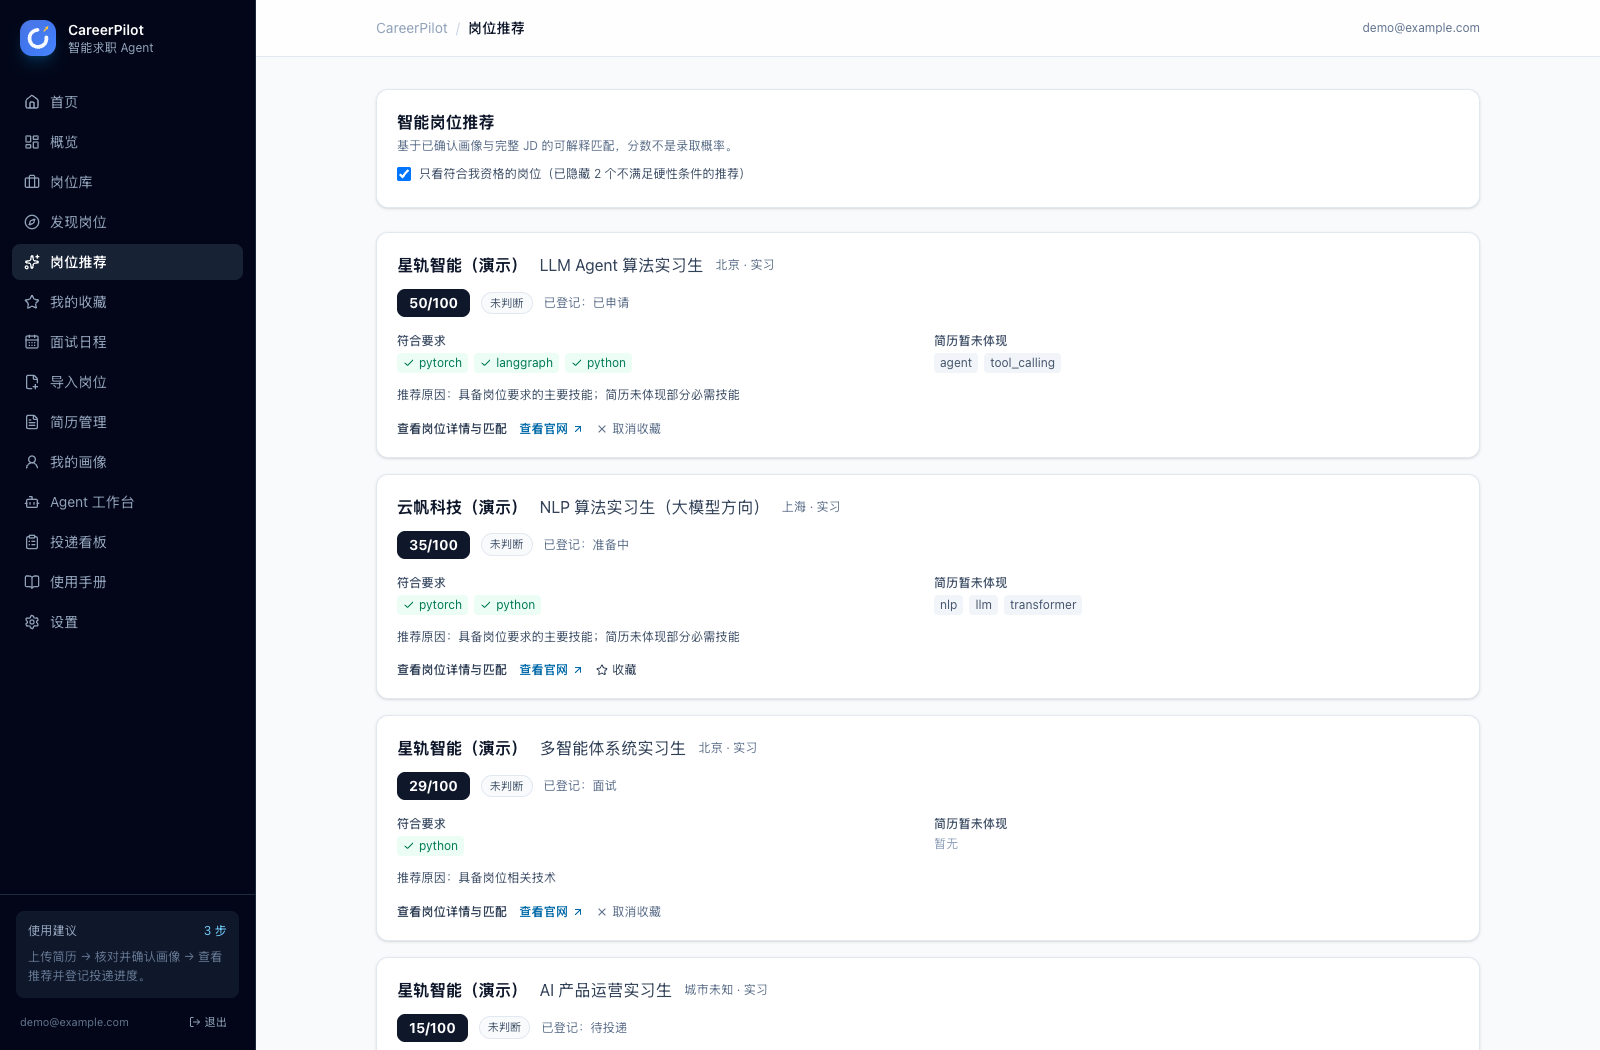 CareerPilot
智能求职 Agent
首页
概览
岗位库
发现岗位
岗位推荐
我的收藏
面试日程
导入岗位
简历管理
我的画像
Agent 工作台
投递看板
使用手册
设置
使用建议 3 步
上传简历 → 核对并确认画像 → 查看
推荐并登记投递进度。
demo@example.com 退出
CareerPilot / 岗位推荐 demo@example.com
智能岗位推荐
基于已确认画像与完整 JD 的可解释匹配，分数不是录取概率。
只看符合我资格的岗位（已隐藏 2 个不满足硬性条件的推荐）
星轨智能（演示） LLM Agent 算法实习生 北京 · 实习
50/100 未判断 已登记：已申请
符合要求 简历暂未体现
pytorch langgraph python agent tool_calling
推荐原因：具备岗位要求的主要技能；简历未体现部分必需技能
查看岗位详情与匹配 查看官网 ↗ × 取消收藏
云帆科技（演示） NLP 算法实习生（大模型方向） 上海 · 实习
35/100 未判断 已登记：准备中
符合要求 简历暂未体现
pytorch python nlp llm transformer
推荐原因：具备岗位要求的主要技能；简历未体现部分必需技能
查看岗位详情与匹配 查看官网 ↗ 收藏
星轨智能（演示） 多智能体系统实习生 北京 · 实习
29/100 未判断 已登记：面试
符合要求 简历暂未体现
python 暂无
推荐原因：具备岗位相关技术
查看岗位详情与匹配 查看官网 ↗ × 取消收藏
星轨智能（演示） AI 产品运营实习生 城市未知 · 实习
15/100 未判断 已登记：待投递